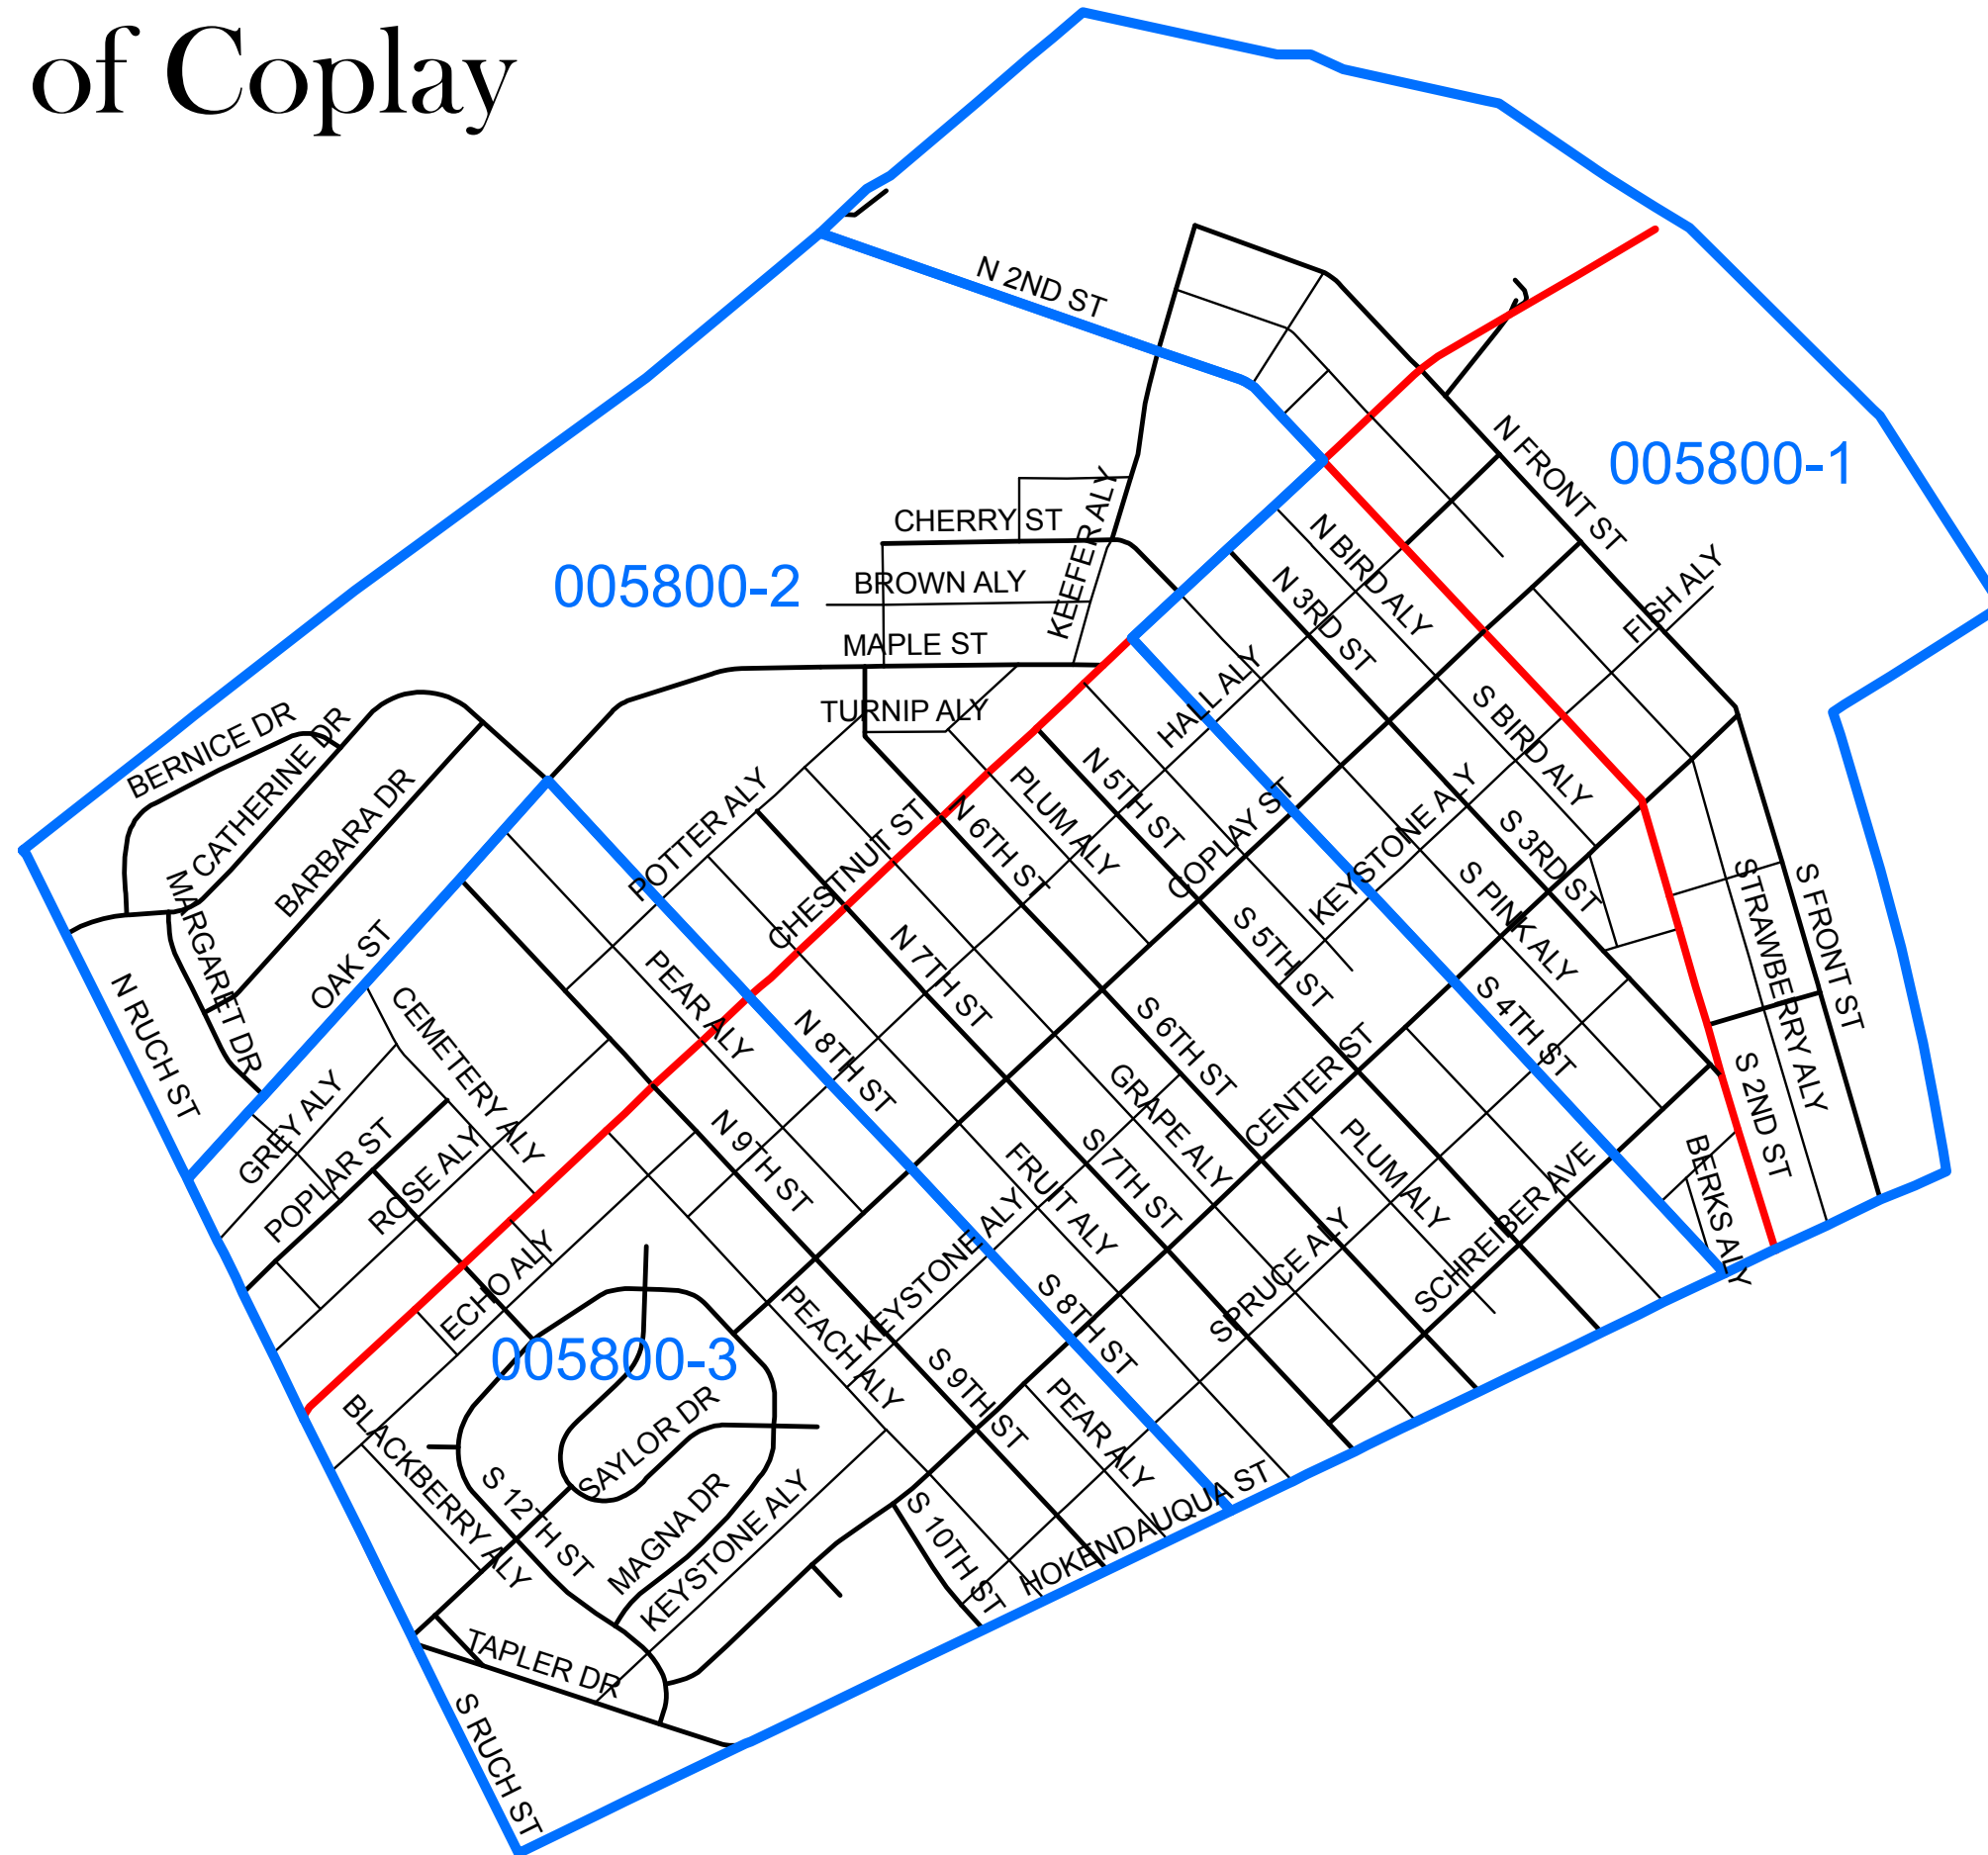 of Coplay
N 2ND ST
005800-1
N FRONT ST
CHERRY ST
KEEFER ALY
005800-2
BROWN ALY
MAPLE ST
N BIRD ALY
N 3RD ST
FISH ALY
TURNIP ALY
HALL ALY
BERNICE DR
CATHERINE DR
BARBARA DR
MARGARET DR
POTTER ALY
CHESTNUT ST
PLUM ALY
N 5TH ST
N 6TH ST
COPLAY ST
KEYSTONE ALY
S BIRD ALY
S 3RD ST
S PINK ALY
STRAWBERRY ALY
S FRONT ST
OAK ST
N RUCH ST
CEMETERY ALY
PEAR ALY
N 7TH ST
N 8TH ST
S 5TH ST
S 4TH ST
S 6TH ST
CENTER ST
GRAPE ALY
S 2ND ST
GREY ALY
POPLAR ST
ROSE ALY
N 9TH ST
FRUIT ALY
S 7TH ST
PLUM ALY
SCHREIBER AVE
BERKS ALY
ECHO ALY
KEYSTONE ALY
SPRUCE ALY
005800-3
PEACH ALY
S 8TH ST
S 9TH ST
PEAR ALY
BLACKBERRY ALY
SAYLOR DR
S 12TH ST
MAGNA DR
KEYSTONE ALY
S 10TH ST
HOKENDAUQUA ST
TAPLER DR
S RUCH ST